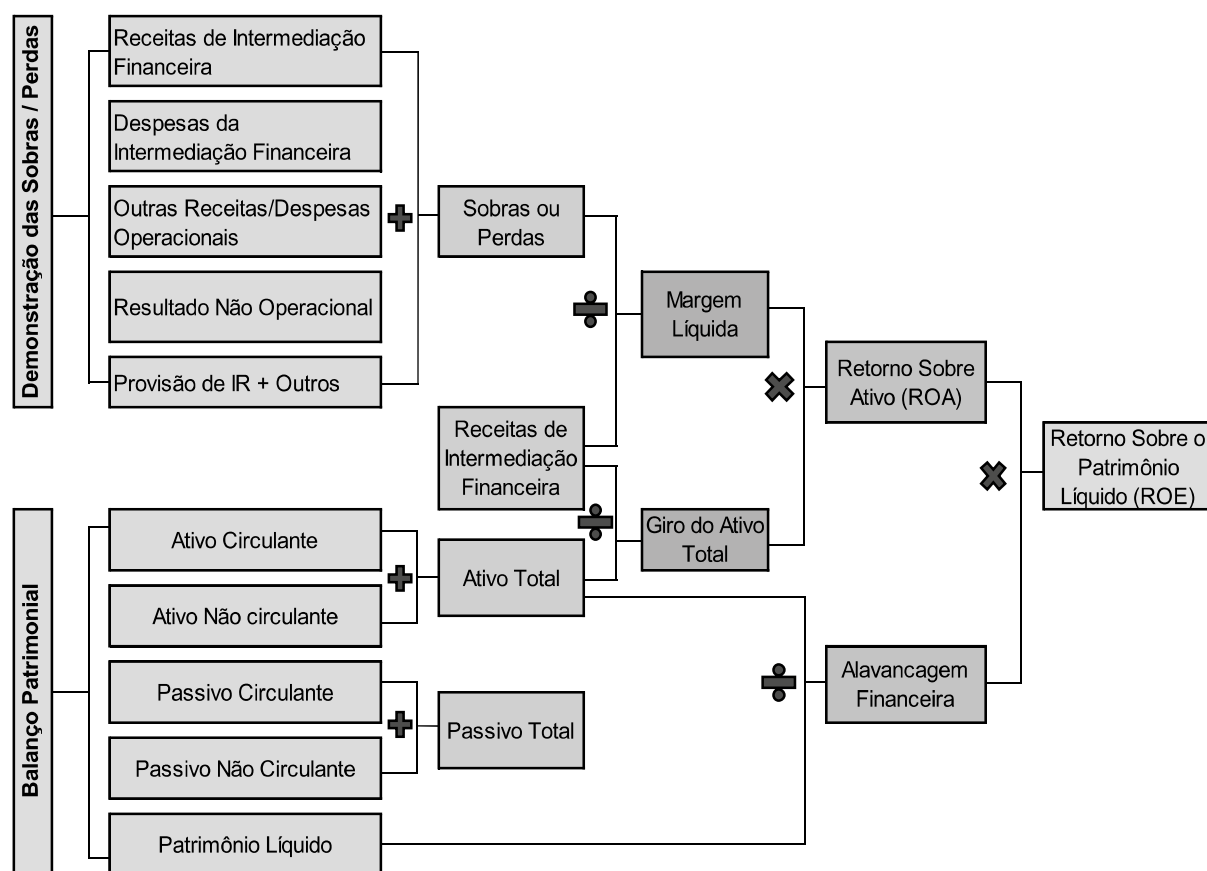 Demonstração das Sobras / Perdas
Receitas de Intermediação
Financeira
Despesas da
Intermediação Financeira
Outras Receitas/Despesas
Operacionais
Resultado Não Operacional
Provisão de IR + Outros
Sobras ou
Perdas
Margem
Líquida
Retorno Sobre
Ativo (ROA)
Receitas de
Intermediação
Financeira
Retorno Sobre o
Patrimônio
Líquido (ROE)
Giro do Ativo
Total
Balanço Patrimonial
Ativo Circulante
Ativo Não circulante
Ativo Total
Passivo Circulante
Passivo Não Circulante
Passivo Total
Alavancagem
Financeira
Patrimônio Líquido